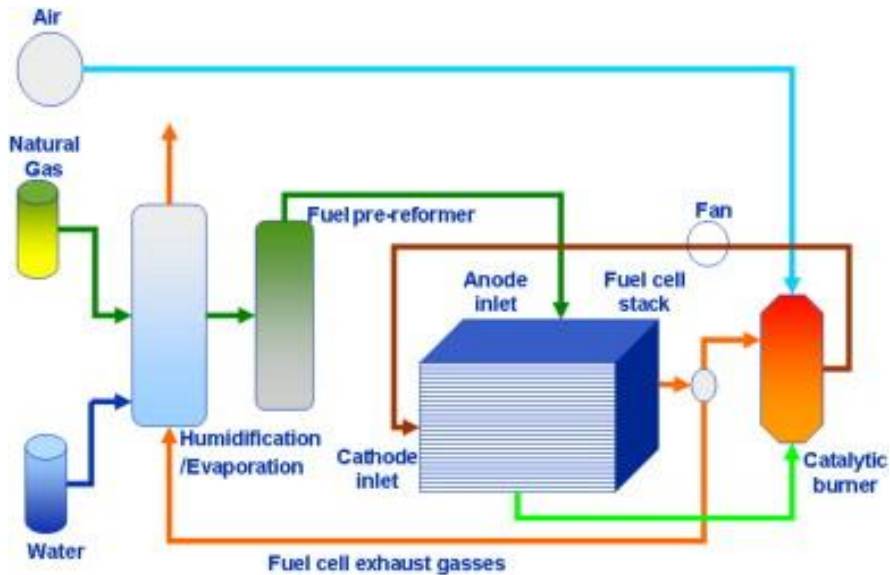 Air
Natural
Gas
Fuel pre-reformer
Fan
Anode
inlet
Fuel cell
stack
Humidification
/Evaporation
Cathode
inlet
Catalytic
burner
Water
Fuel cell exhaust gasses